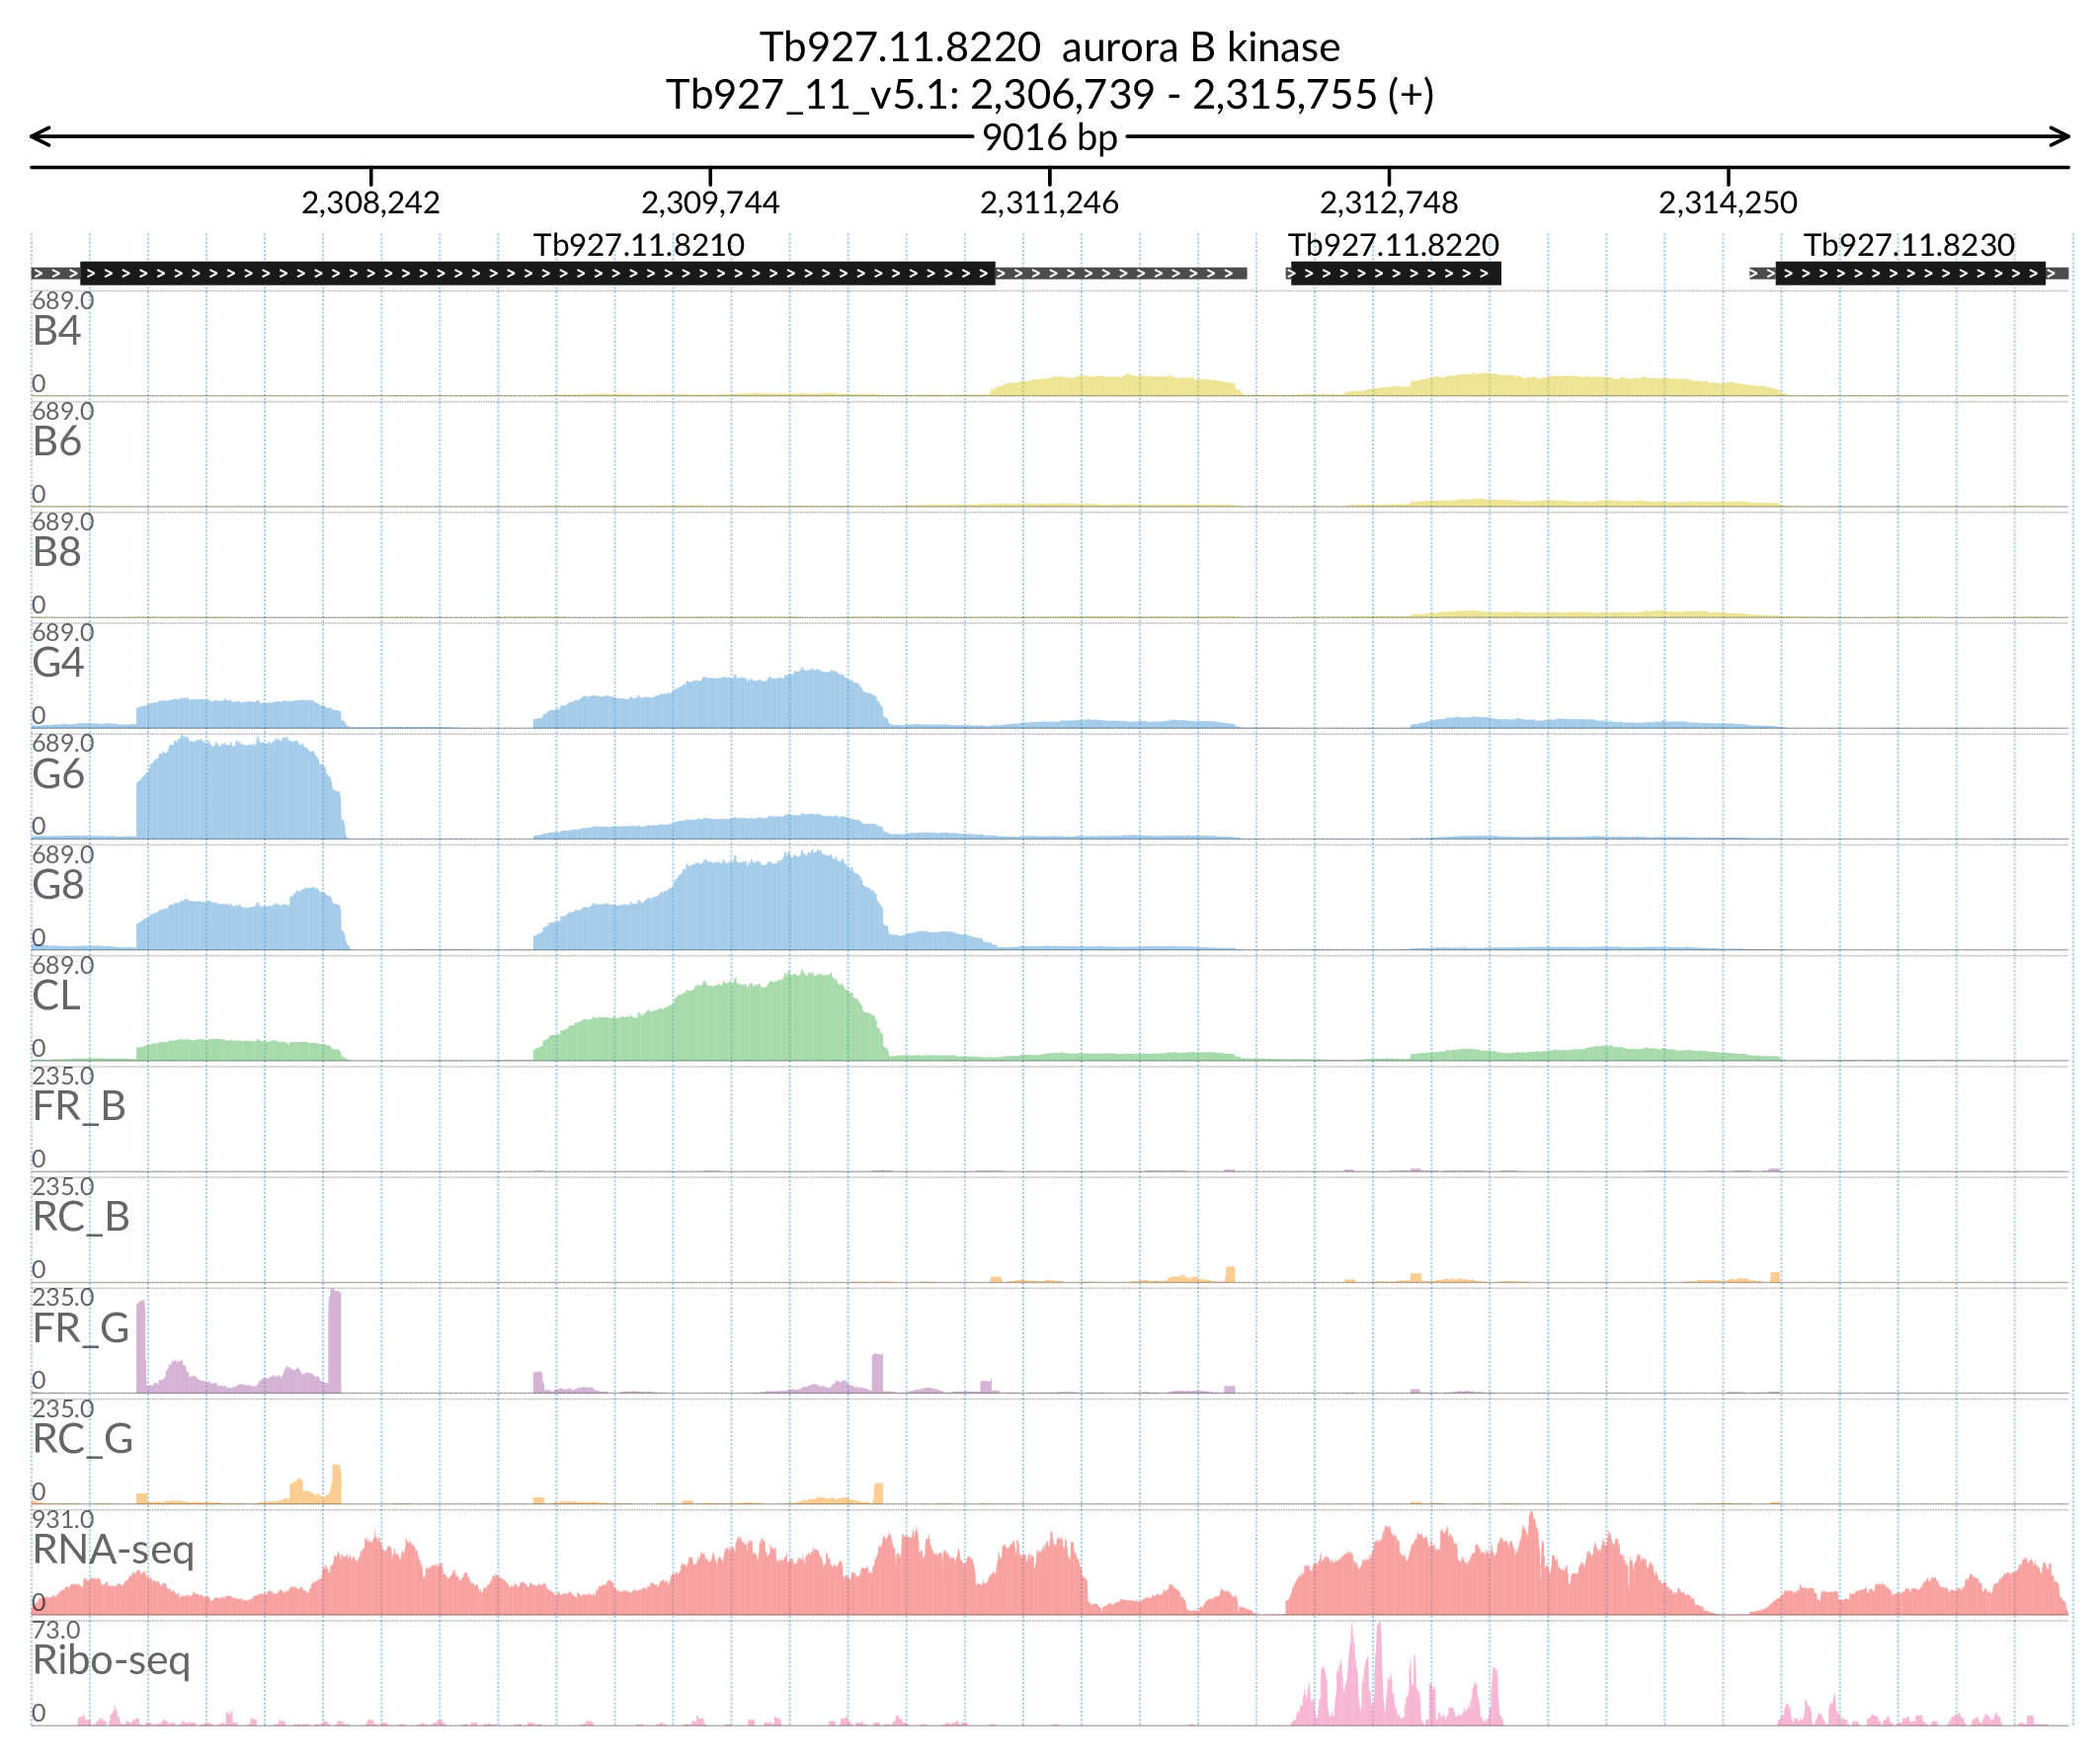 Tb927.11.8220 aurora B kinase
Tb927_11_v5.1: 2,306,739 - 2,315,755 (+)
9016 bp
2,308,242 2,309,744 2,311,246 2,312,748 2,314,250
Tb927.11.8210 Tb927.11.8220 Tb927.11.8230
689.0
B4
0
689.0
B6
0
689.0
B8
0
689.0
G4
0
689.0
G6
0
689.0
G8
0
689.0
CL
0
235.0
FR_B
0
235.0
RC_B
0
235.0
FR_G
0
235.0
RC_G
0
931.0
RNA-seq
0
73.0
Ribo-seq
0